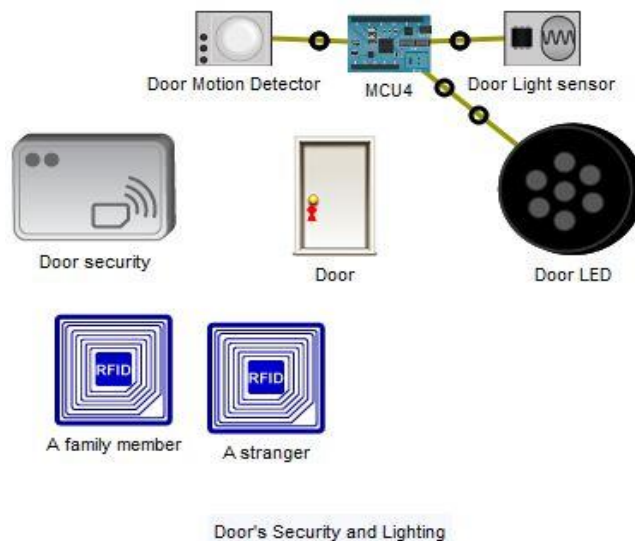 Door Motion Detector
MCU4
Door Light sensor
Door security
Door
Door LED
RFID
RFID
A family member
A stranger
Door's Security and Lighting